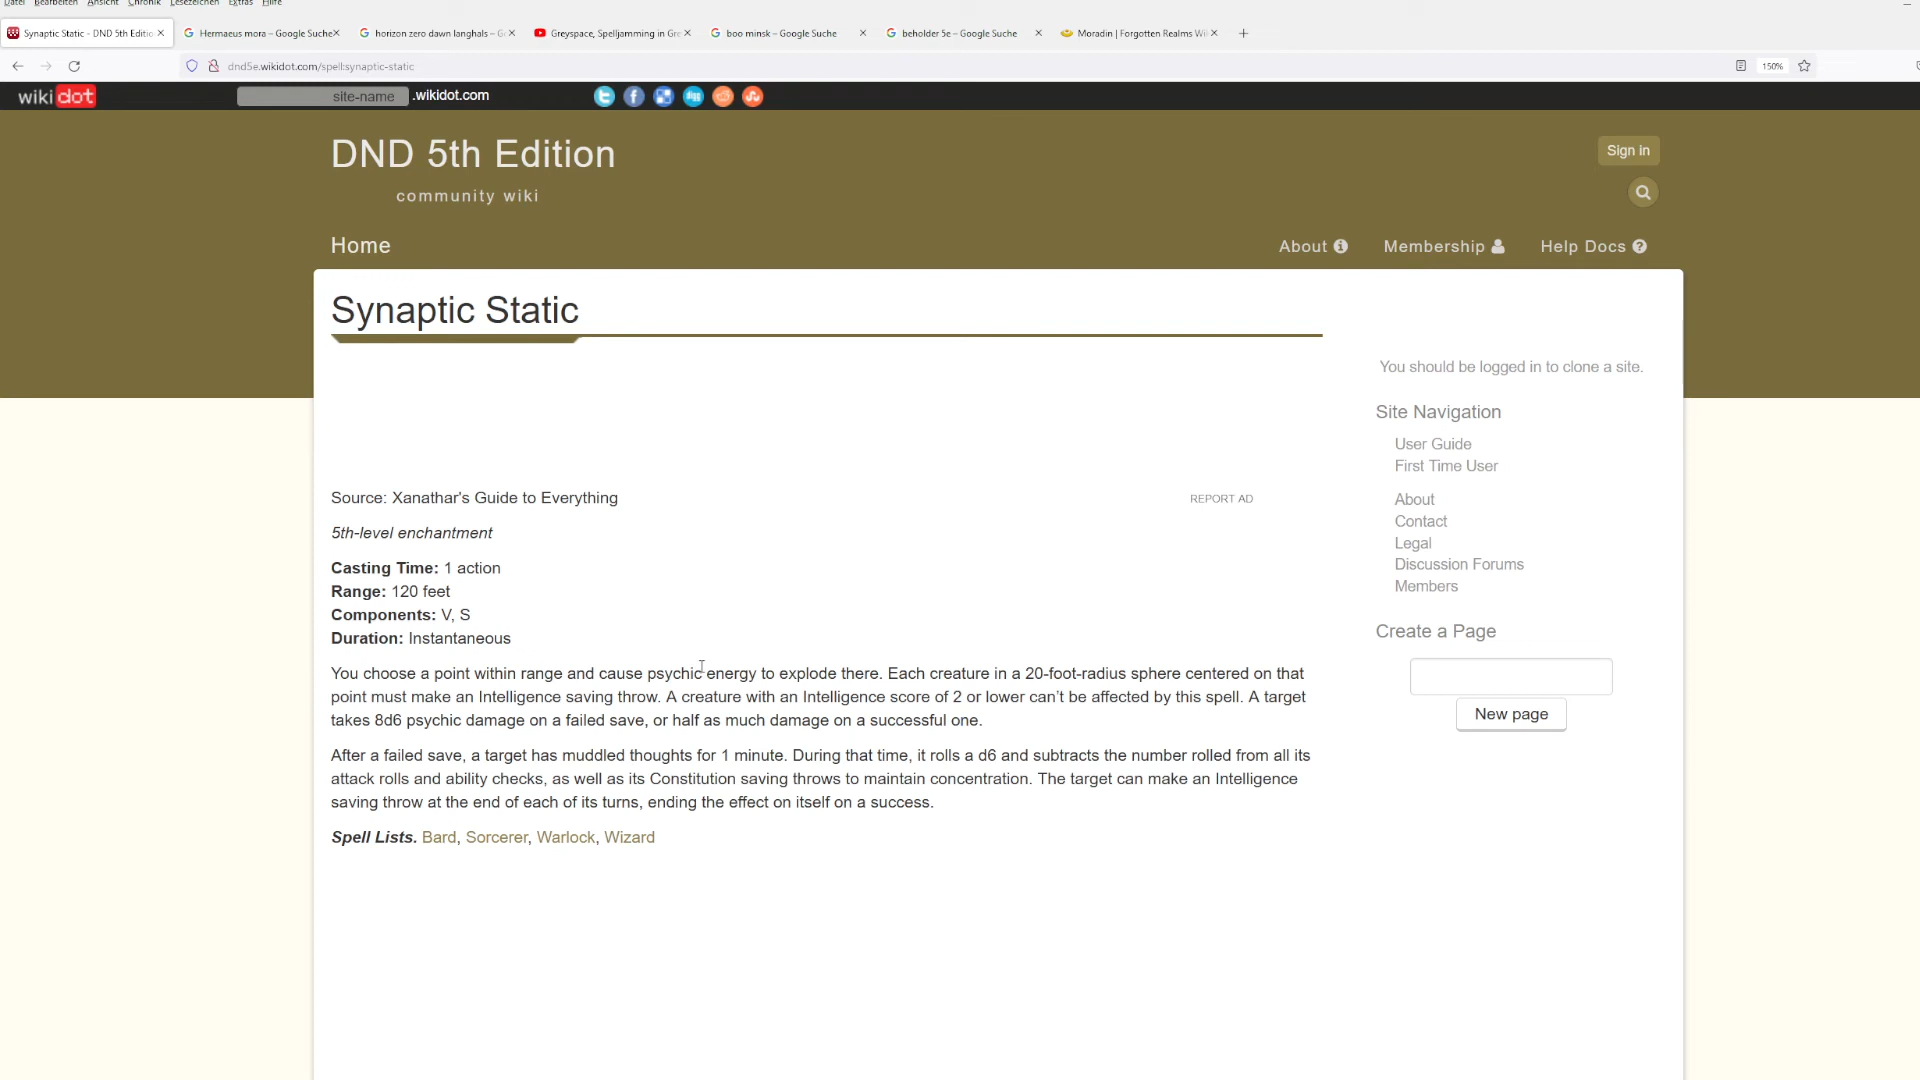 Datei Bearbeiten Ansicht Chronik Lesezeichen Extras Hilfe
Synaptic Static - DND 5th Editio
Hermaeus mora – Google Suche
horizon zero dawn langhals – Go
Greyspace, Spelljamming in Gre
boo minsk – Google Suche
beholder 5e – Google Suche
Moradin | Forgotten Realms Wi
dnd5e.wikidot.com/spell:synaptic-static
150%
wikidot
site-name .wikidot.com
digg
DND 5th Edition
Sign in
community wiki
Home
About
Membership
Help Docs
Synaptic Static
You should be logged in to clone a site.
Site Navigation
User Guide
First Time User
About
Contact
Legal
Discussion Forums
Members
Create a Page
New page
Source: Xanathar's Guide to Everything
REPORT AD
5th-level enchantment
Casting Time: 1 action
Range: 120 feet
Components: V, S
Duration: Instantaneous
You choose a point within range and cause psychic energy to explode there. Each creature in a 20-foot-radius sphere centered on that
point must make an Intelligence saving throw. A creature with an Intelligence score of 2 or lower can't be affected by this spell. A target
takes 8d6 psychic damage on a failed save, or half as much damage on a successful one.
After a failed save, a target has muddled thoughts for 1 minute. During that time, it rolls a d6 and subtracts the number rolled from all its
attack rolls and ability checks, as well as its Constitution saving throws to maintain concentration. The target can make an Intelligence
saving throw at the end of each of its turns, ending the effect on itself on a success.
Spell Lists. Bard, Sorcerer, Warlock, Wizard